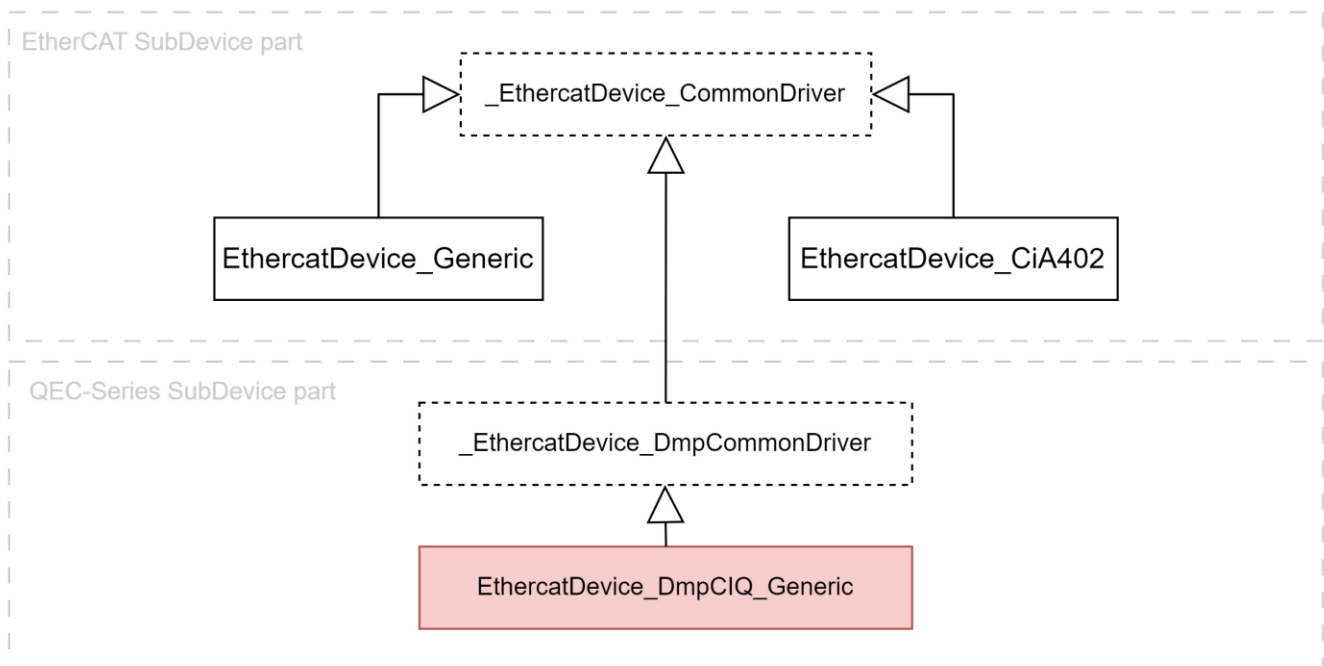 EtherCAT SubDevice part
_EthercatDevice_CommonDriver
EthercatDevice_Generic
EthercatDevice_CiA402
QEC-Series SubDevice part
_EthercatDevice_DmpCommonDriver
EthercatDevice_DmpCIQ_Generic